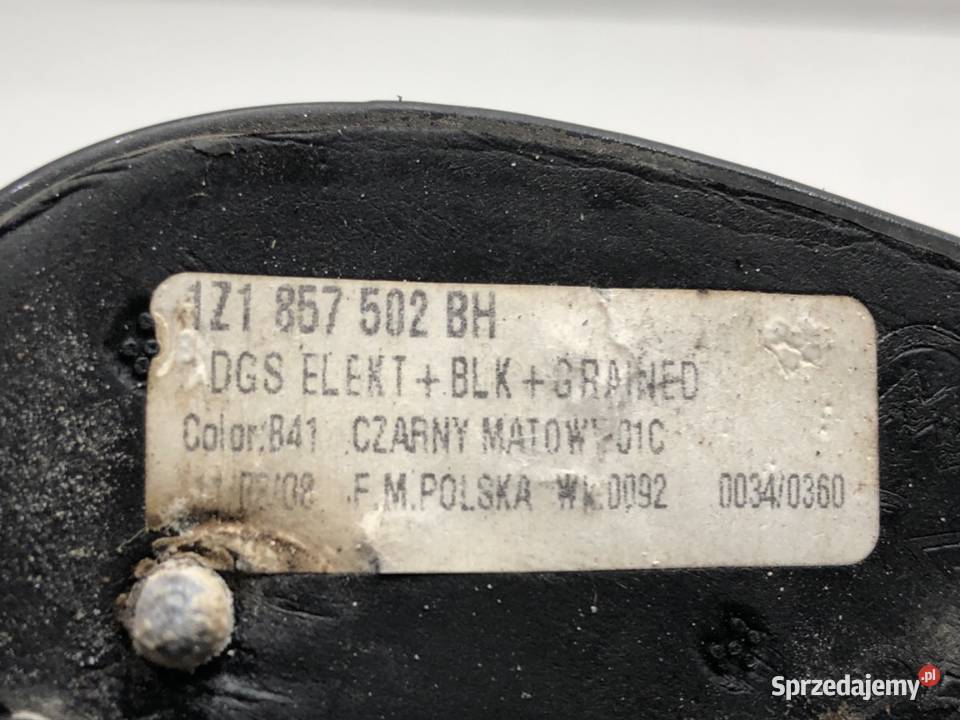 1Z1 857 502 BH
DGS ELEKT + BLK + GRAINED
Color:B41 CZARNY MATOWY 01C
F.M.POLSKA 0092 0034/0360
Sprzedajemy.pl